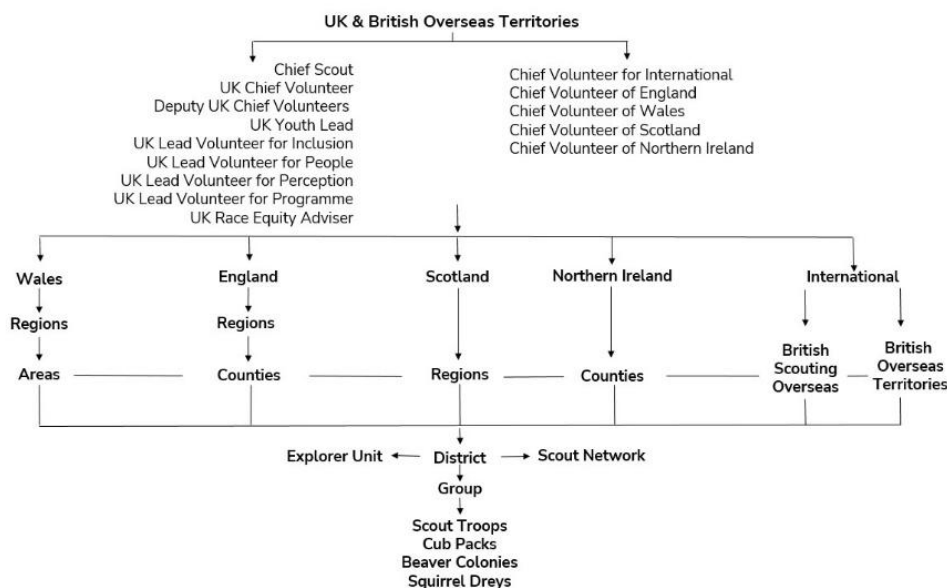 UK & British Overseas Territories
Chief Scout
UK Chief Volunteer
Deputy UK Chief Volunteers
UK Youth Lead
UK Lead Volunteer for Inclusion
UK Lead Volunteer for People
UK Lead Volunteer for Perception
UK Lead Volunteer for Programme
UK Race Equity Adviser
Chief Volunteer for International
Chief Volunteer of England
Chief Volunteer of Wales
Chief Volunteer of Scotland
Chief Volunteer of Northern Ireland
Wales
England
Scotland
Northern Ireland
International
Regions
Regions
Areas
Counties
Regions
Counties
British
Scouting
Overseas
British
Overseas
Territories
Explorer Unit
District
Scout Network
Group
Scout Troops
Cub Packs
Beaver Colonies
Squirrel Dreys